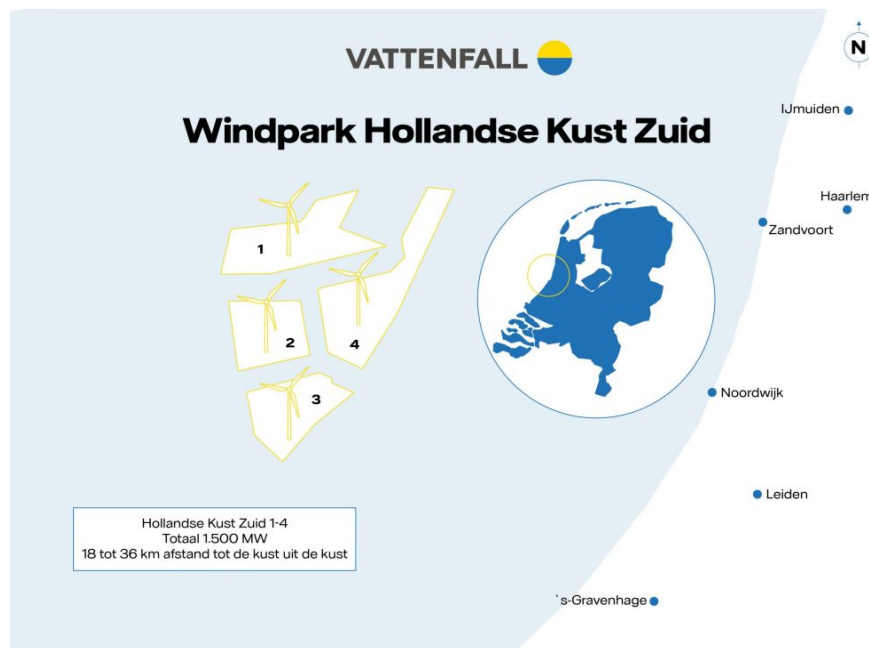 VATTENFALL
N
Windpark Hollandse Kust Zuid
IJmuiden
Haarlem
Zandvoort
1
2
4
3
Noordwijk
Leiden
Hollandse Kust Zuid 1-4
Totaal 1.500 MW
18 tot 36 km afstand tot de kust uit de kust
`s-Gravenhage